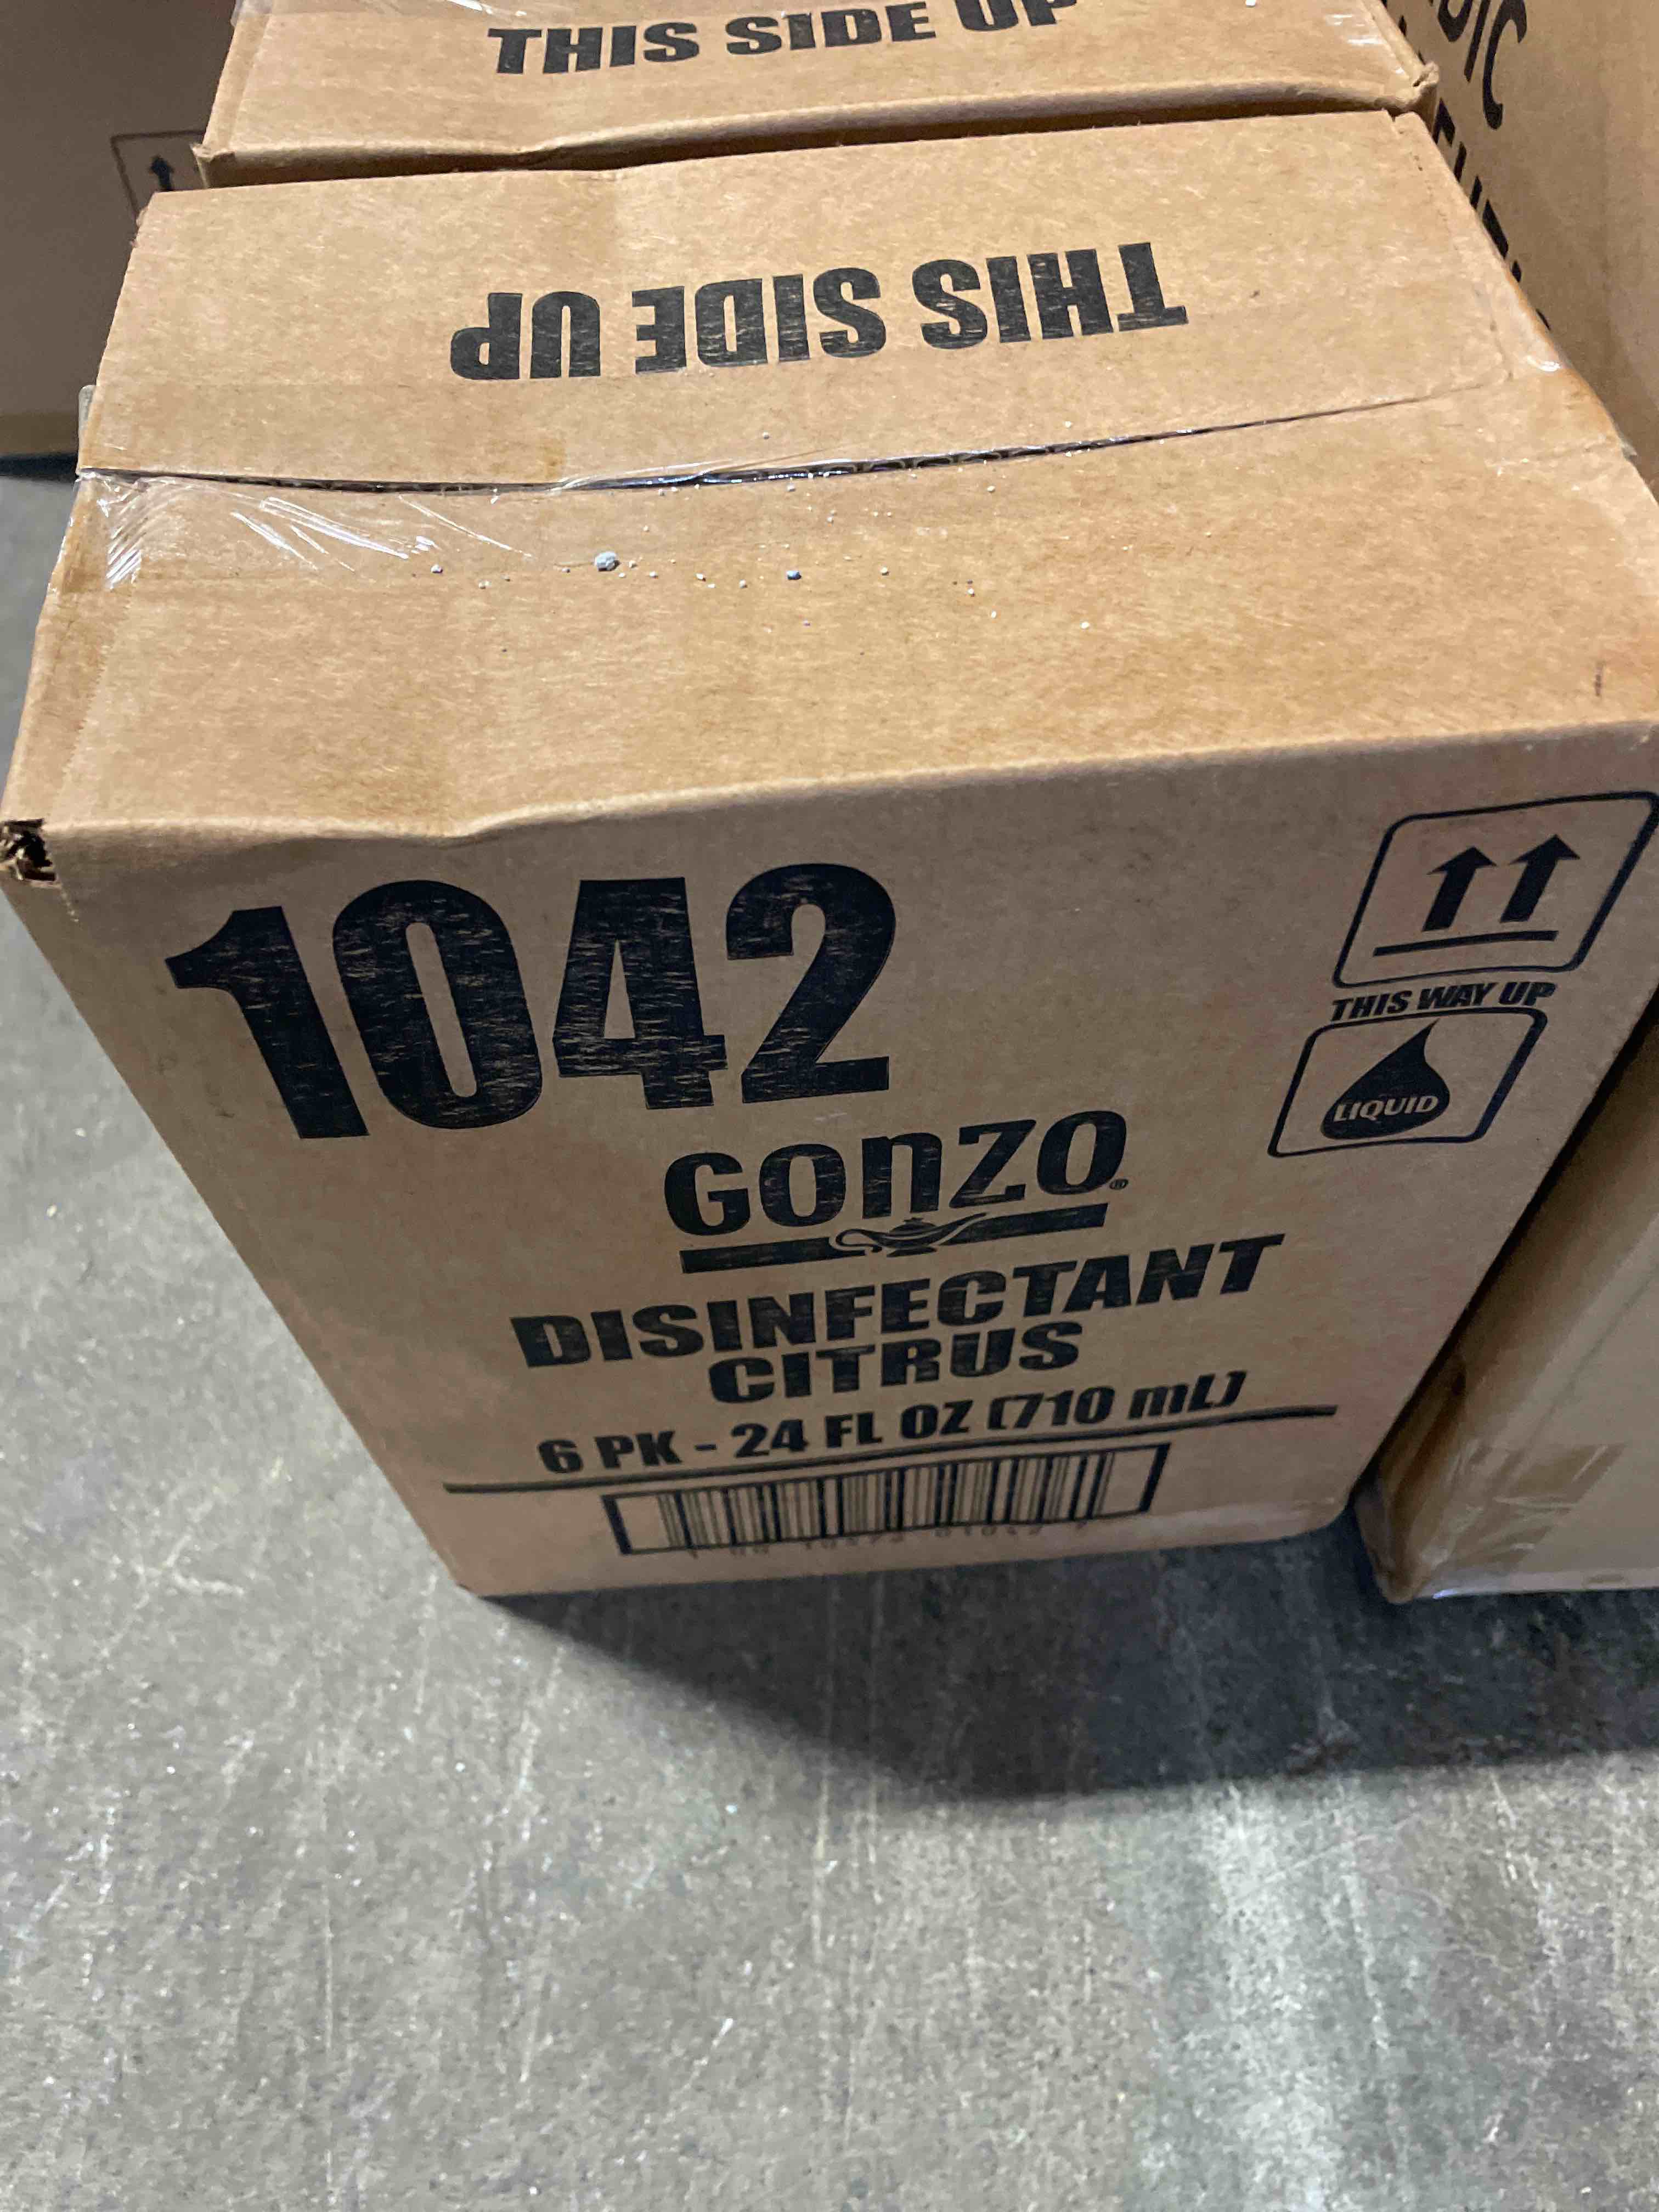 THIS SIDE UP
THIS SIDE UP
1042
THIS WAY UP
LIQUID
GONZO®
DISINFECTANT
CITRUS
6 PK - 24 FL OZ (710 mL)